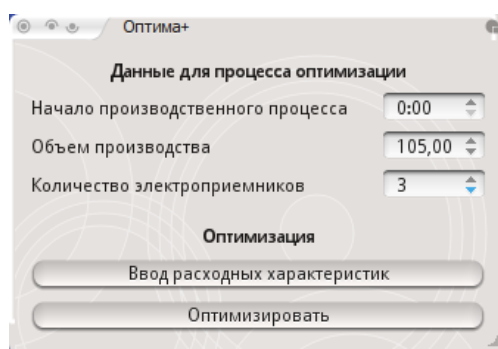 Оптима+
Данные для процесса оптимизации
Начало производственного процесса 0:00
Объем производства 105,00
Количество электроприемников 3
Оптимизация
Ввод расходных характеристик
Оптимизировать